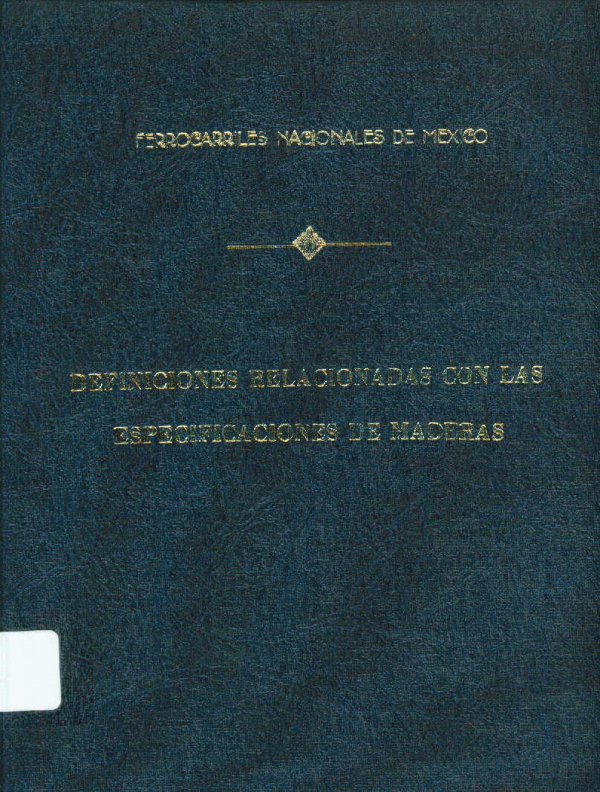 FERROCARRILES NACIONALES DE MEXICO
DEFINICIONES RELACIONADAS CON LAS
ESPECIFICACIONES DE MADERAS